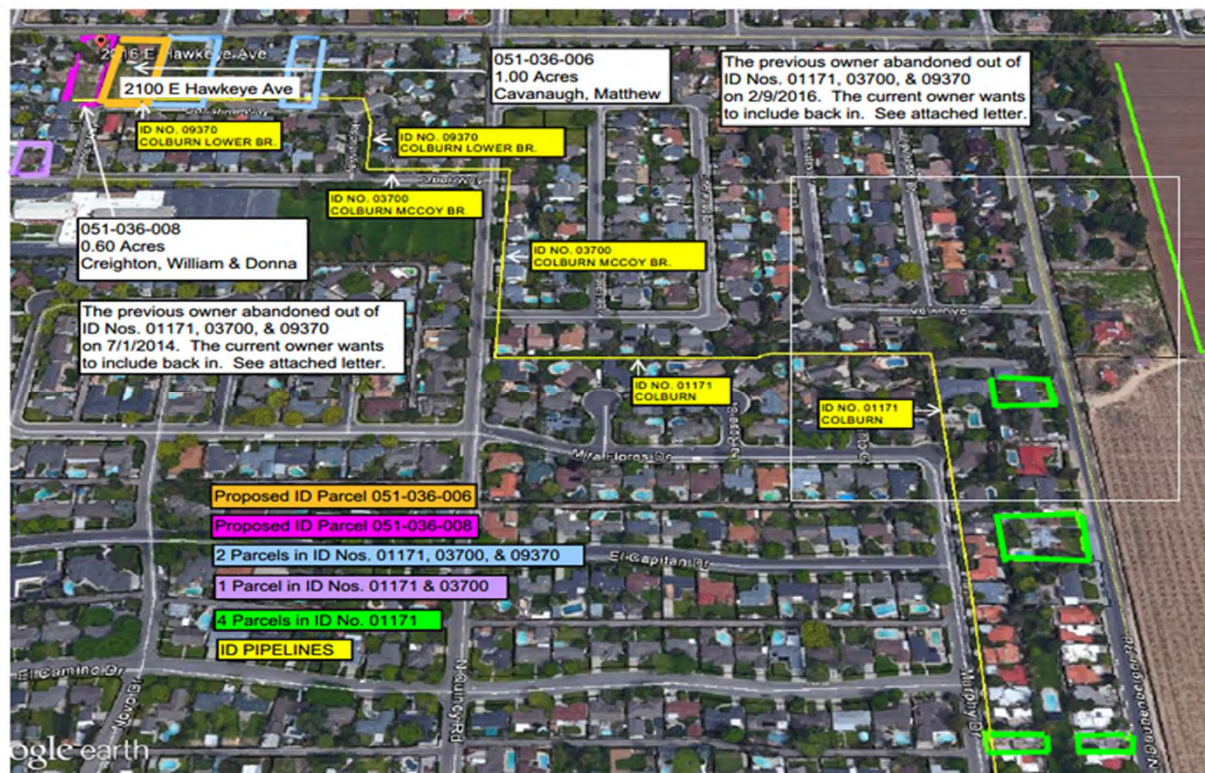 2216 E Hawkeye Ave
2100 E Hawkeye Ave
051-036-006
1.00 Acres
Cavanaugh, Matthew
The previous owner abandoned out of
ID Nos. 01171, 03700, & 09370
on 2/9/2016. The current owner wants
to include back in. See attached letter.
ID NO. 09370
COLBURN LOWER BR.
ID NO. 09370
COLBURN LOWER BR.
ID NO. 03700
COLBURN MCCOY BR.
051-036-008
0.60 Acres
Creighton, William & Donna
ID NO. 03700
COLBURN MCCOY BR.
The previous owner abandoned out of
ID Nos. 01171, 03700, & 09370
on 7/1/2014. The current owner wants
to include back in. See attached letter.
ID NO. 01171
COLBURN
ID NO. 01171
COLBURN
Mira Flores Dr
Proposed ID Parcel 051-036-006
Proposed ID Parcel 051-036-008
2 Parcels in ID Nos. 01171, 03700, & 09370
El Capitan Dr
1 Parcel in ID Nos. 01171 & 03700
4 Parcels in ID No. 01171
ID PIPELINES
El Camino Dr
Novo Dr
N Quincy Rd
Murphy Dr
N Daubenberger Rd
ogle earth